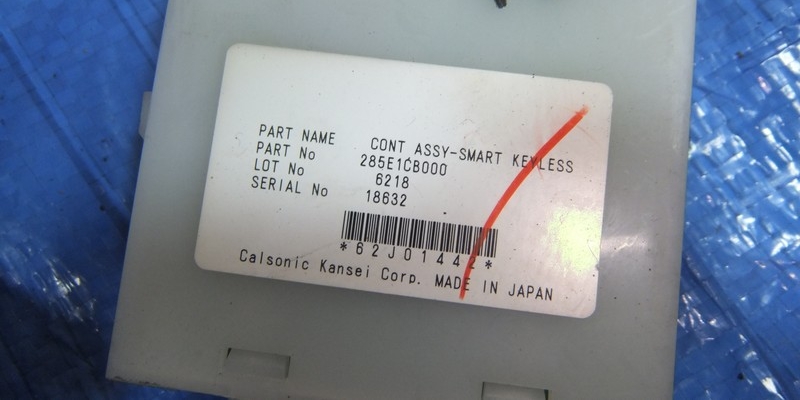 PART NAME CONT ASSY-SMART KEYLESS
PART No 285E1CB000
LOT No 6218
SERIAL No 18632
*62J01442*
Calsonic Kansei Corp. MADE IN JAPAN